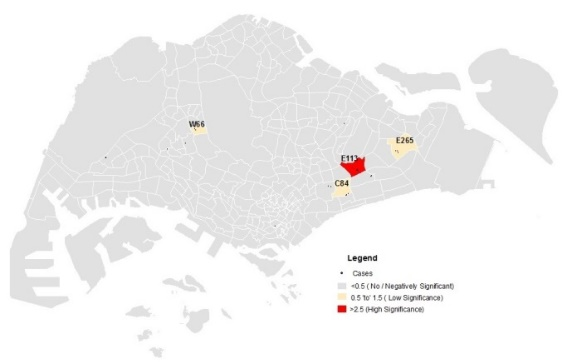 W66
E265
E113
C84
Legend
Cases
<0.5 ( No / Negatively Significant)
0.5 'to' 1.5 ( Low Significance)
>2.5 (High Significance)